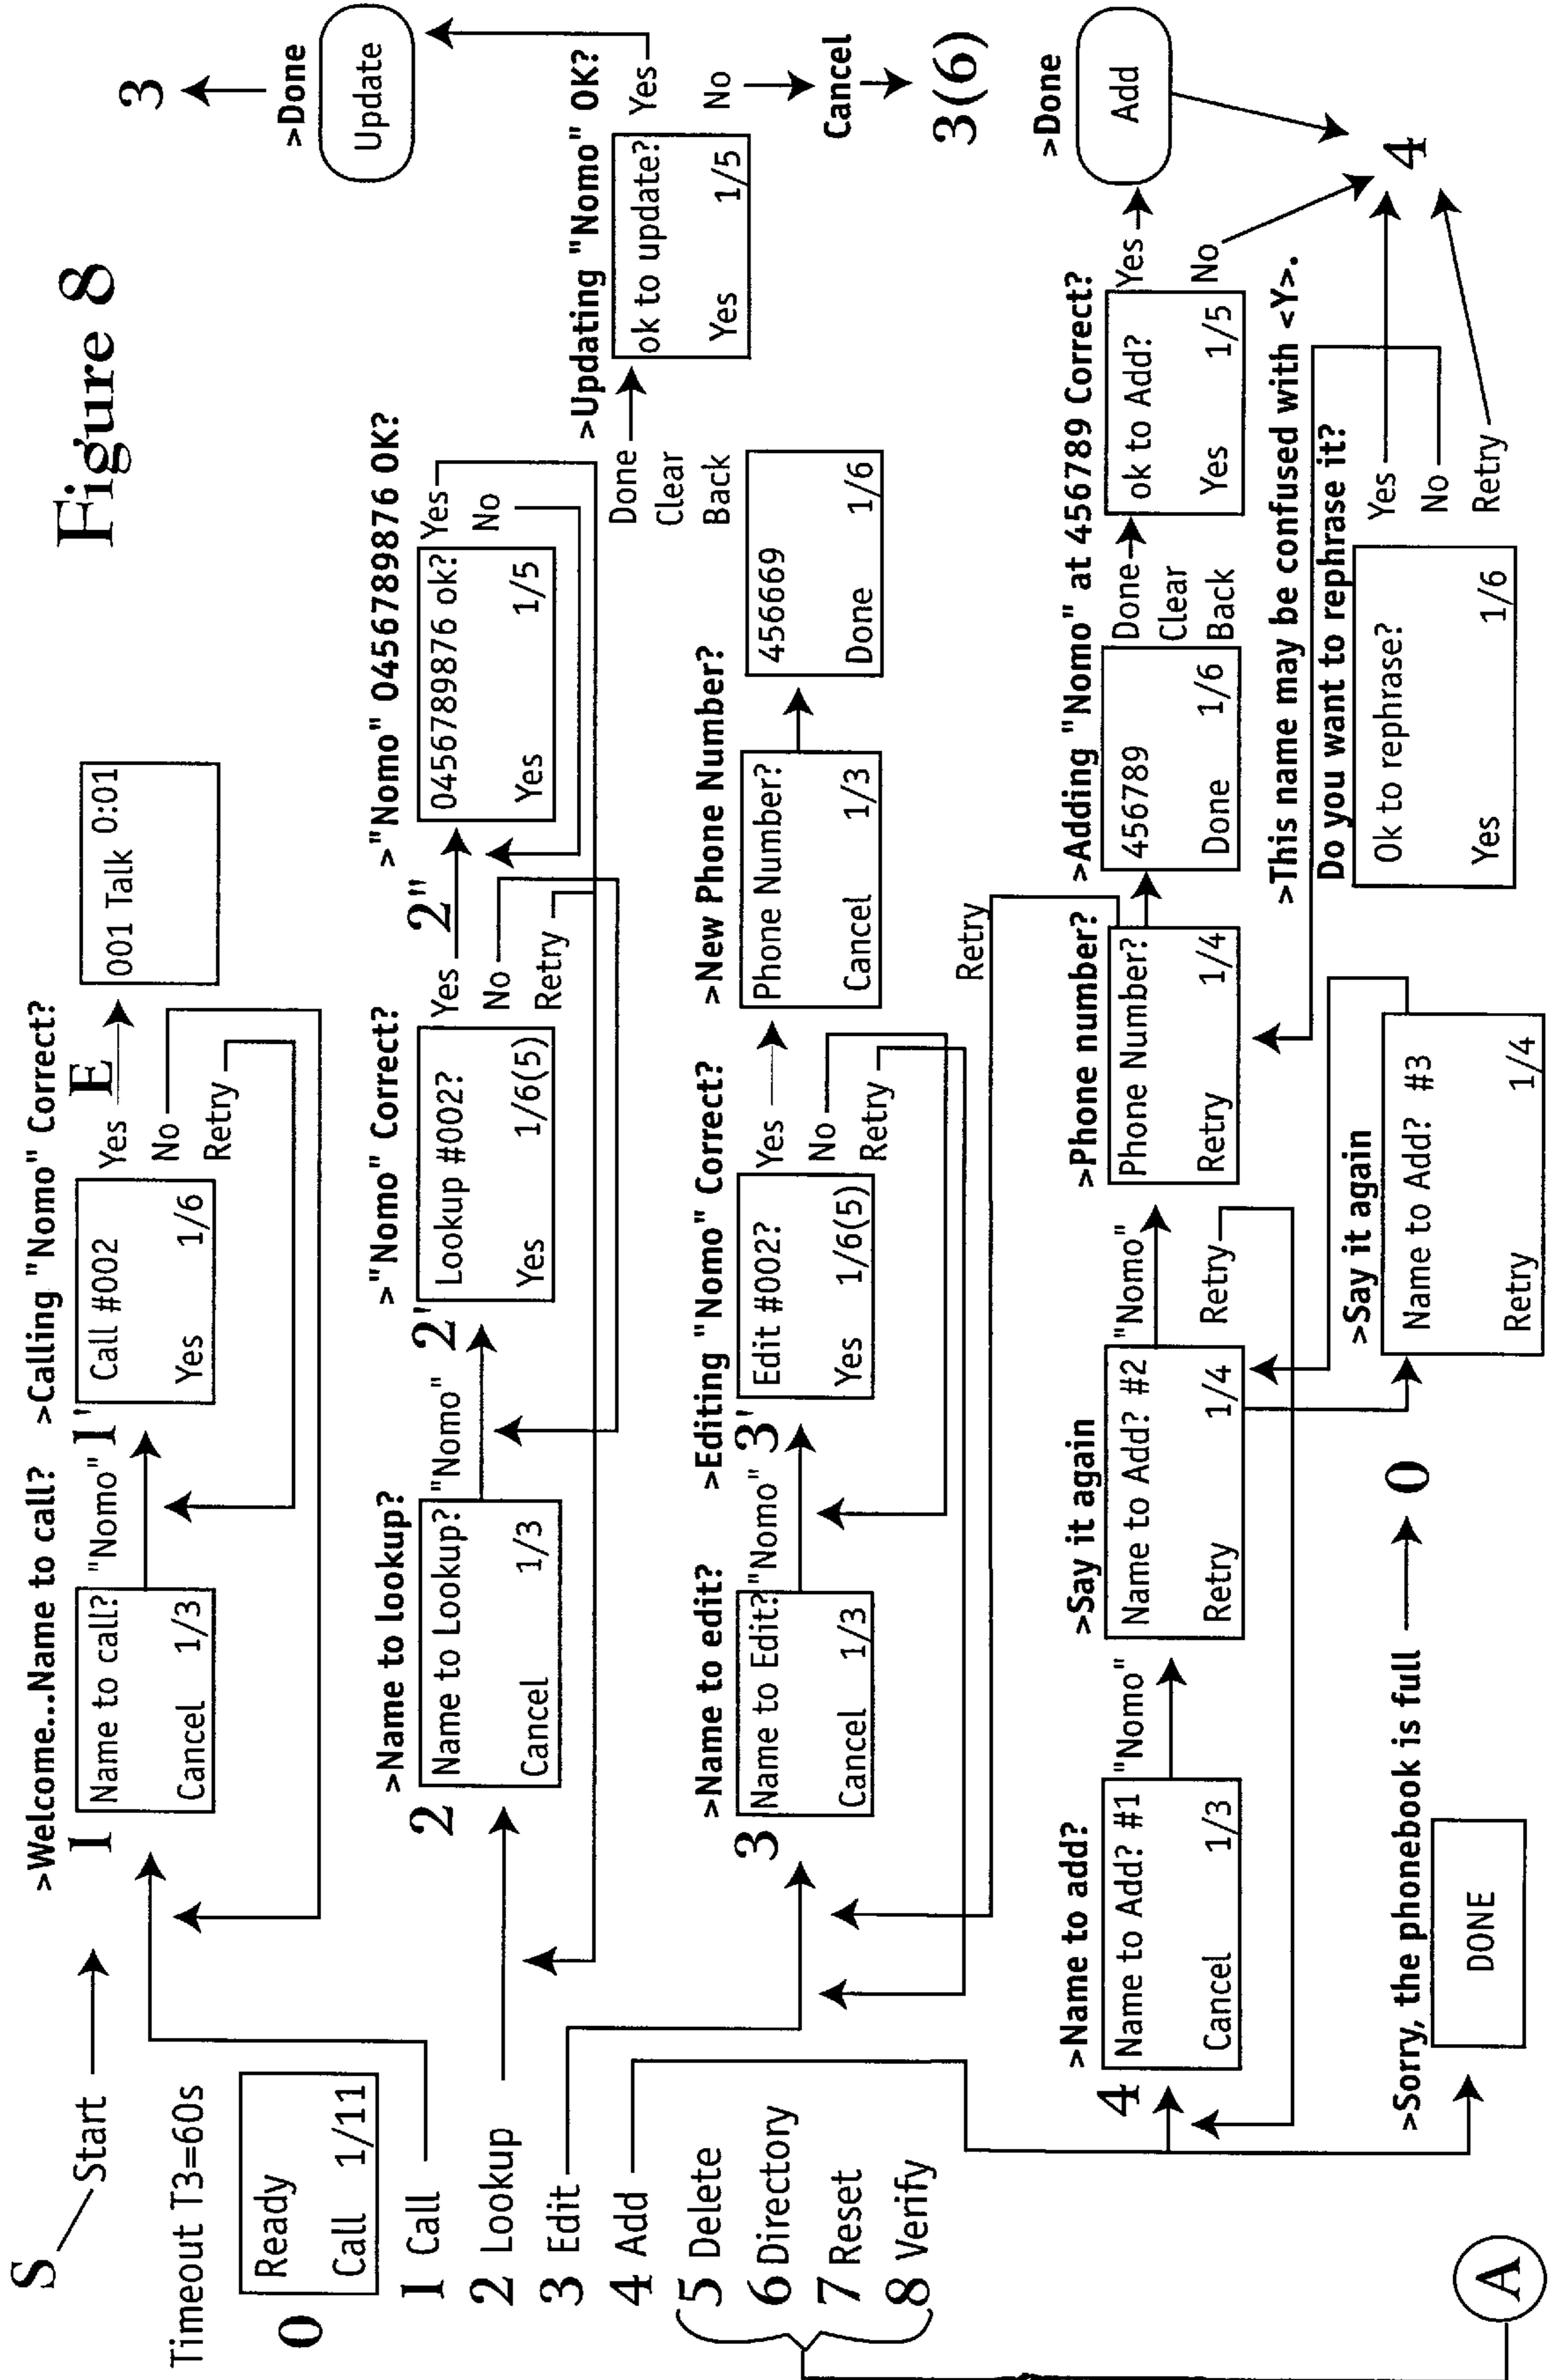 Figure 8
S
Start
Timeout T3=60s
0
Ready
Call 1/11
1 Call
2 Lookup
3 Edit
4 Add
5 Delete
6 Directory
7 Reset
8 Verify
A
>Welcome...Name to call?
1
Name to call?
Cancel 1/3
"Nomo"
>Calling "Nomo" Correct?
1'
Call #002
Yes 1/6
Yes
No
Retry
E
001 Talk 0:01
>Name to lookup?
2
Name to Lookup?
Cancel 1/3
"Nomo"
>"Nomo" Correct?
2'
Lookup #002?
Yes 1/6(5)
Yes
No
Retry
2"
>"Nomo" 0456789876 OK?
0456789876 ok?
Yes 1/5
Yes
No
>Name to edit?
3
Name to Edit?
Cancel 1/3
"Nomo"
>Editing "Nomo" Correct?
3'
Edit #002?
Yes 1/6(5)
Yes
No
Retry
>New Phone Number?
Phone Number?
Cancel 1/3
456669
Done 1/6
Done
Clear
Back
>Updating "Nomo" OK?
ok to update?
Yes 1/5
Yes
No
Cancel
3(6)
>Done
Update
3
>Name to add?
4
Name to Add? #1
Cancel 1/3
"Nomo"
>Say it again
Name to Add? #2
Retry 1/4
"Nomo"
Retry
>Say it again
Name to Add? #3
Retry 1/4
>Phone number?
Phone Number?
Retry 1/4
Retry
>Adding "Nomo" at 456789 Correct?
456789
Done 1/6
Done
Clear
Back
ok to Add?
Yes 1/5
Yes
No
>Done
Add
4
>This name may be confused with <Y>.
Do you want to rephrase it?
Ok to rephrase?
Yes 1/6
Yes
No
Retry
>Sorry, the phonebook is full
DONE
0